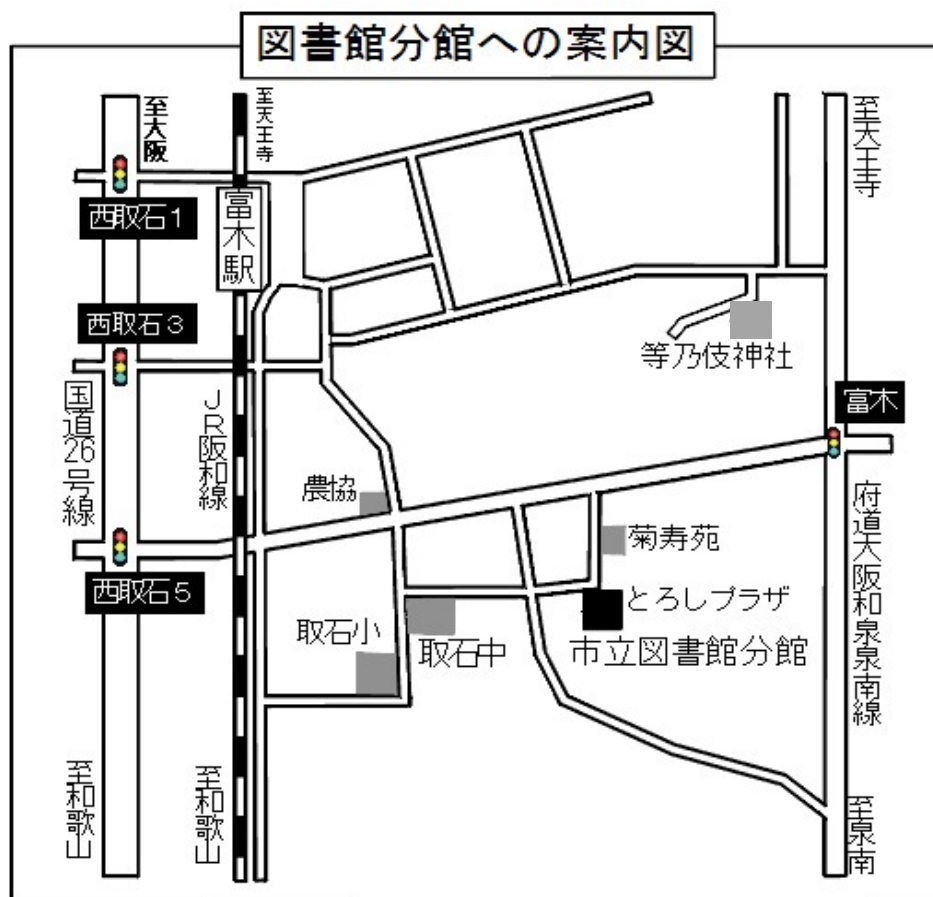 図書館分館への案内図
至大阪
至天王寺
至天王寺
西取石1
富木駅
西取石3
等乃伎神社
富木
国道26号線
JR阪和線
農協
府道大阪和泉泉南線
菊寿苑
西取石5
とろしプラザ
取石小
取石中
市立図書館分館
至和歌山
至和歌山
至泉南